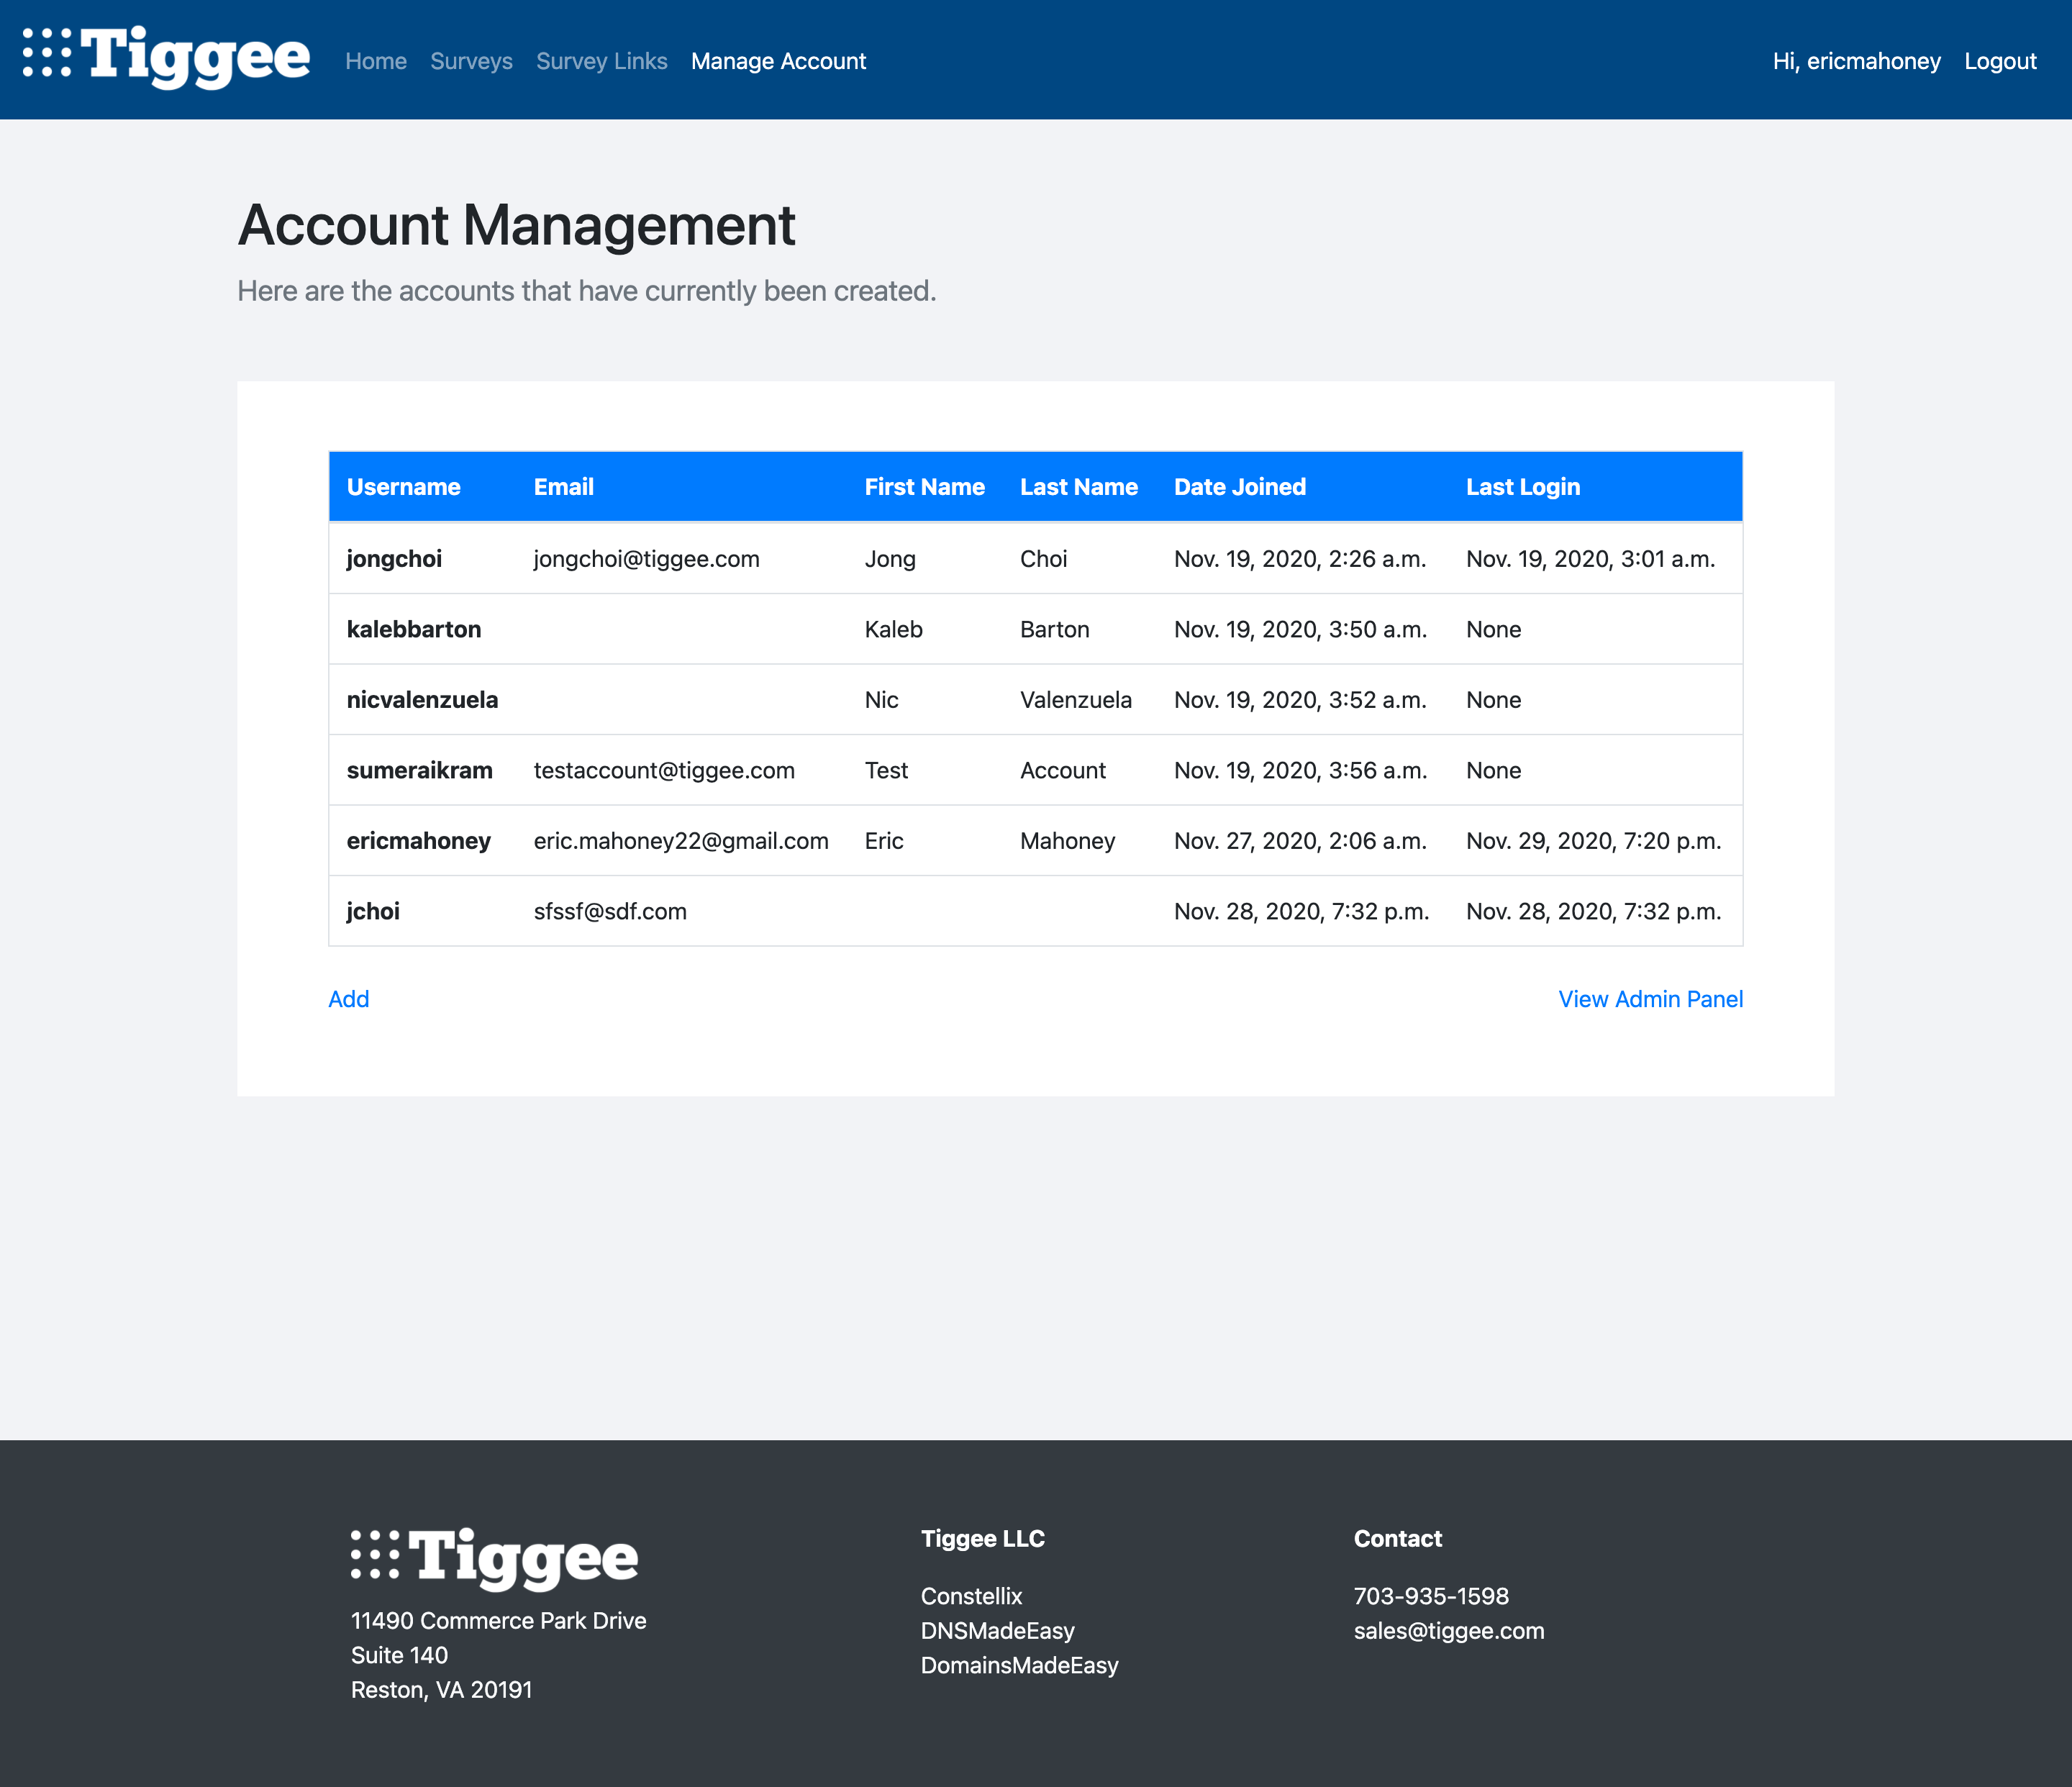 Tiggee Home Surveys Survey Links Manage Account Hi, ericmahoney Logout
Account Management
Here are the accounts that have currently been created.
Username Email First Name Last Name Date Joined Last Login
jongchoi jongchoi@tiggee.com Jong Choi Nov. 19, 2020, 2:26 a.m. Nov. 19, 2020, 3:01 a.m.
kalebbarton Kaleb Barton Nov. 19, 2020, 3:50 a.m. None
nicvalenzuela Nic Valenzuela Nov. 19, 2020, 3:52 a.m. None
sumeraikram testaccount@tiggee.com Test Account Nov. 19, 2020, 3:56 a.m. None
ericmahoney eric.mahoney22@gmail.com Eric Mahoney Nov. 27, 2020, 2:06 a.m. Nov. 29, 2020, 7:20 p.m.
jchoi sfssf@sdf.com Nov. 28, 2020, 7:32 p.m. Nov. 28, 2020, 7:32 p.m.
Add View Admin Panel
Tiggee
11490 Commerce Park Drive
Suite 140
Reston, VA 20191
Tiggee LLC
Constellix
DNSMadeEasy
DomainsMadeEasy
Contact
703-935-1598
sales@tiggee.com